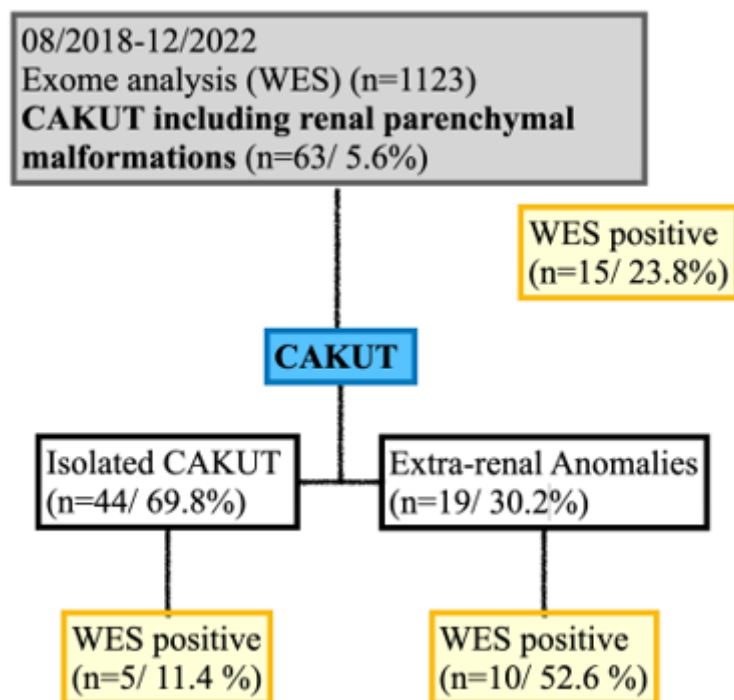 08/2018-12/2022
Exome analysis (WES) (n=1123)
CAKUT including renal parenchymal
malformations (n=63/ 5.6%)
WES positive
(n=15/ 23.8%)
CAKUT
Isolated CAKUT
(n=44/ 69.8%)
Extra-renal Anomalies
(n=19/ 30.2%)
WES positive
(n=5/ 11.4 %)
WES positive
(n=10/ 52.6 %)